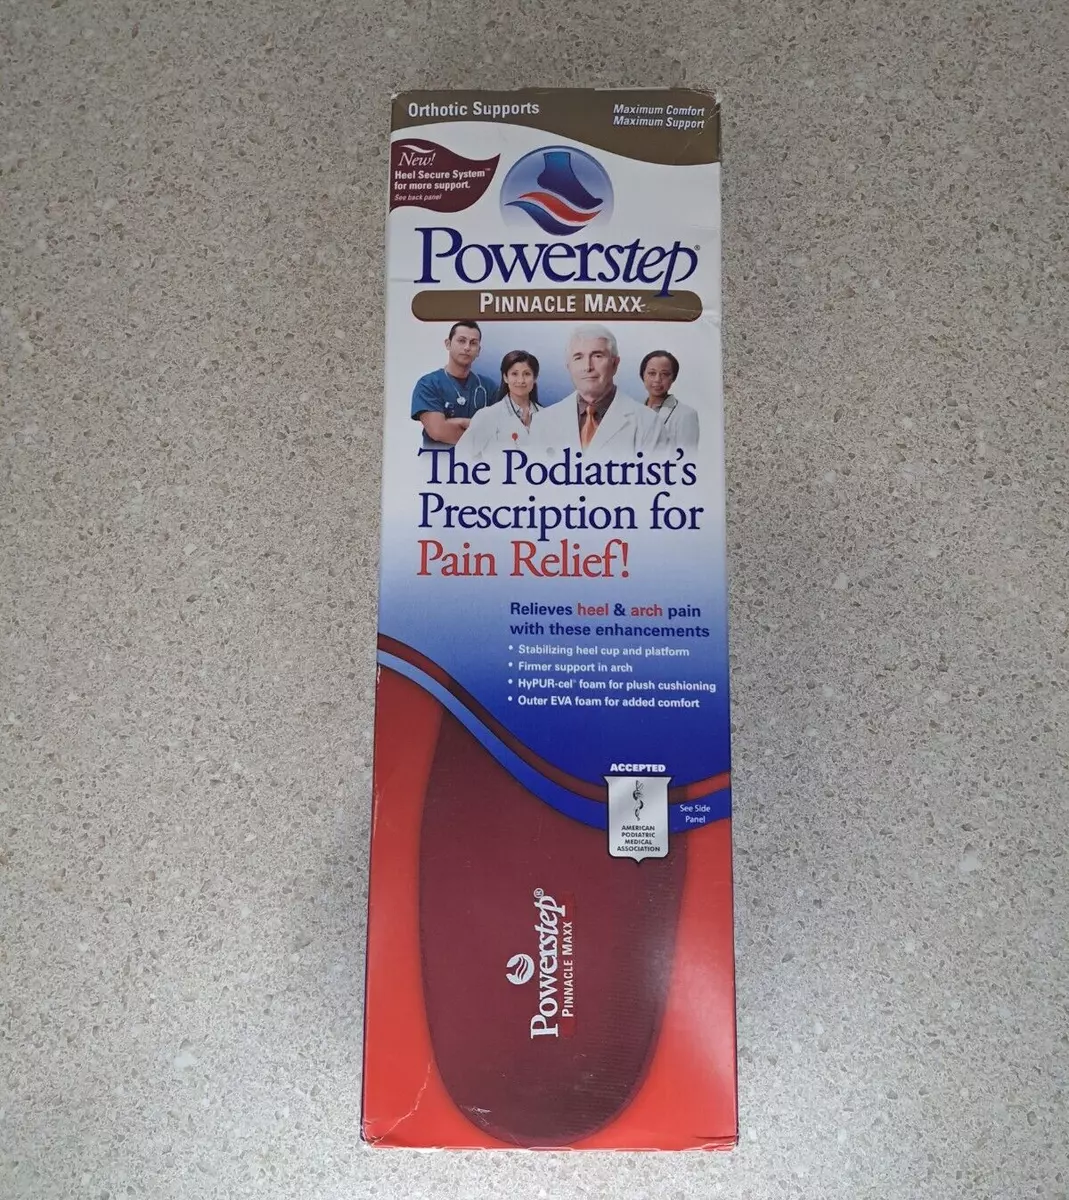 Orthotic Supports
Maximum Comfort
Maximum Support
New!
Heel Secure System™
for more support.
See back panel
Powerstep®
PINNACLE MAXX
The Podiatrist's
Prescription for
Pain Relief!
Relieves heel & arch pain
with these enhancements
• Stabilizing heel cup and platform
• Firmer support in arch
• HyPUR-cel™ foam for plush cushioning
• Outer EVA foam for added comfort
ACCEPTED
AMERICAN
PODIATRIC
MEDICAL
ASSOCIATION
See Side
Panel
Powerstep®
PINNACLE MAXX